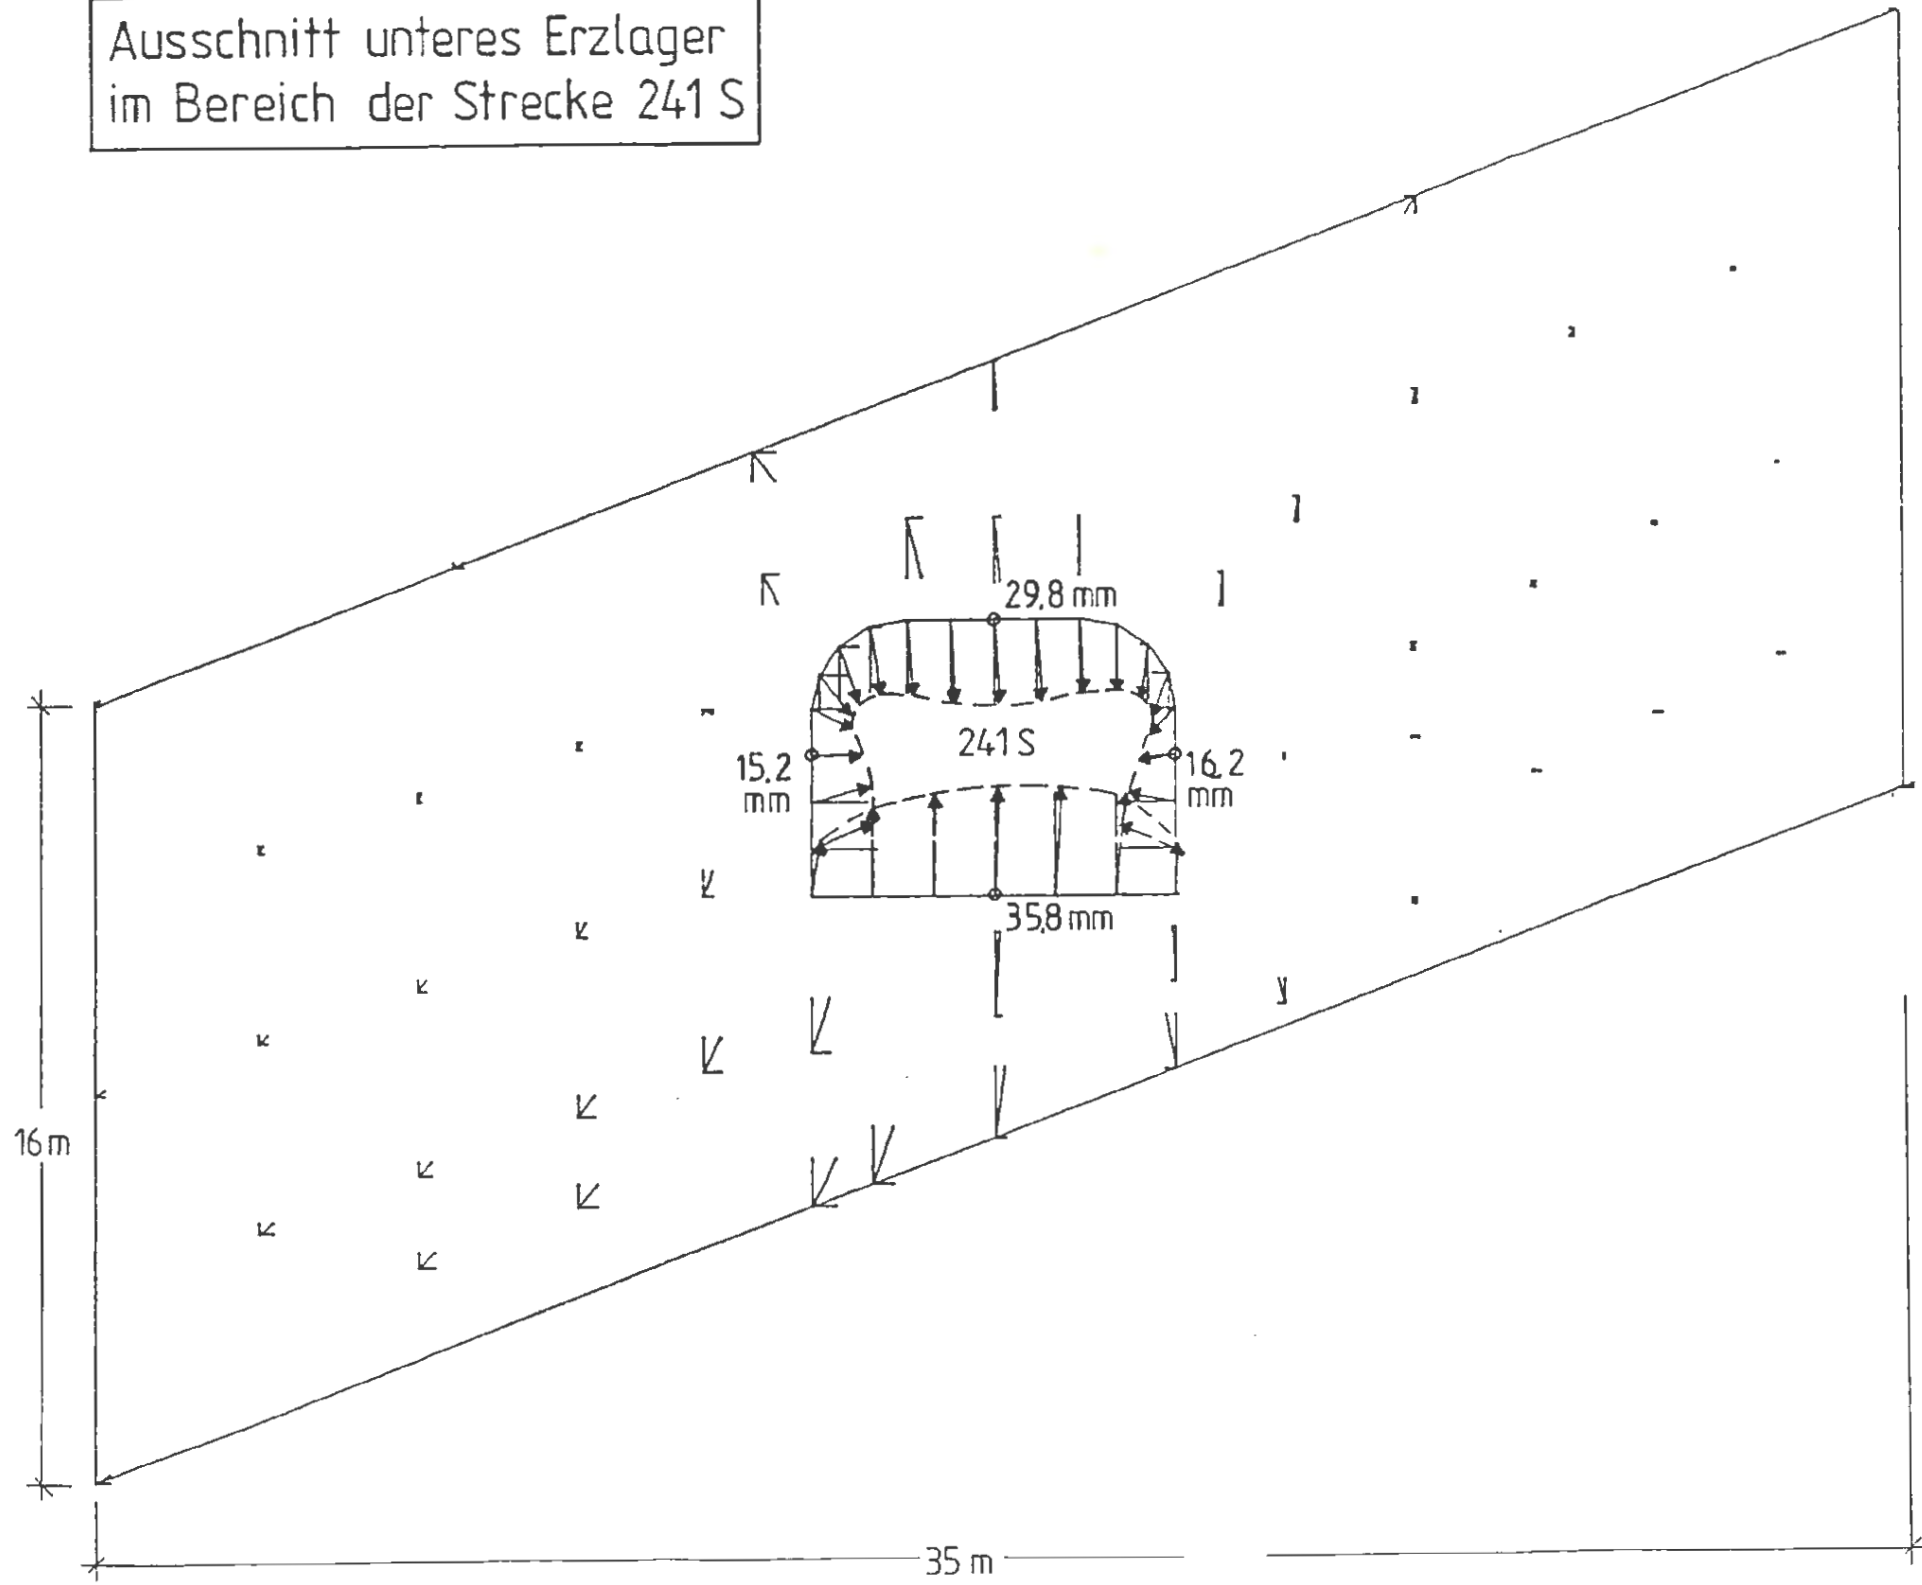 Ausschnitt unteres Erzlager
im Bereich der Strecke 241 S
29,8 mm
241 S
15,2
mm
16,2
mm
35,8 mm
16 m
35 m